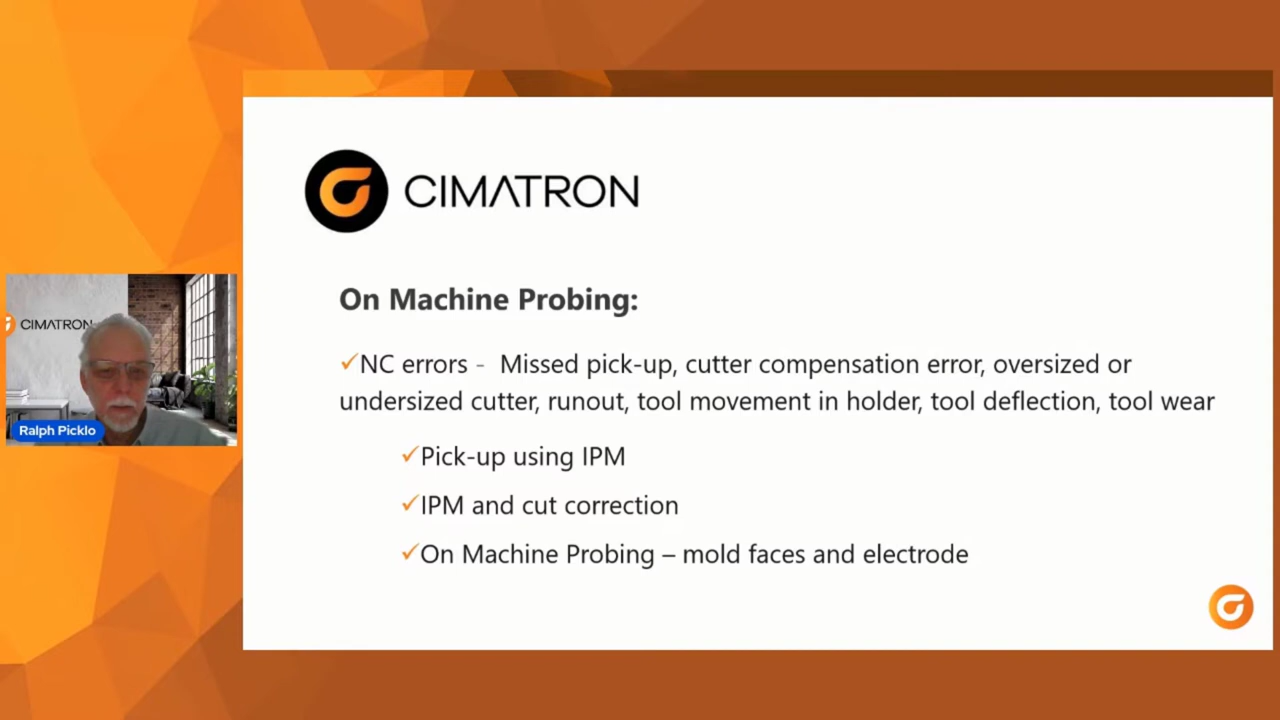 CIMATRON
On Machine Probing:
✓NC errors - Missed pick-up, cutter compensation error, oversized or
undersized cutter, runout, tool movement in holder, tool deflection, tool wear
✓Pick-up using IPM
✓IPM and cut correction
✓On Machine Probing – mold faces and electrode
CIMATRON
Ralph Picklo